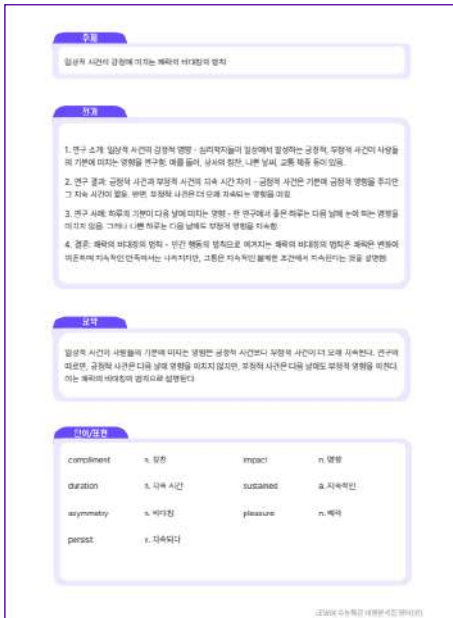 주제
일상적 사건의 감정에 미치는 쾌락의 비대칭의 법칙
전개
1. 연구 소개: 일상적 사건의 감정적 영향 - 심리학자들이 일상에서 발생하는 긍정적, 부정적 사건이 사람들
의 기분에 미치는 영향을 연구함. 예를 들어, 상사의 칭찬, 나쁜 날씨, 교통 체증 등이 있음.
2. 연구 결과: 긍정적 사건과 부정적 사건의 지속 시간 차이 - 긍정적 사건은 기분에 긍정적 영향을 주지만
그 지속 시간이 짧음. 반면, 부정적 사건은 더 오래 지속되는 영향을 미침.
3. 연구 사례: 하루의 기분이 다음 날에 미치는 영향 - 한 연구에서 좋은 하루는 다음 날에 눈에 띄는 영향을
미치지 않음. 그러나 나쁜 하루는 다음 날에도 부정적 영향을 지속함.
4. 결론: 쾌락의 비대칭의 법칙 - 인간 행동의 법칙으로 여겨지는 쾌락의 비대칭의 법칙은 쾌락은 변화에
의존하며 지속적인 만족에서는 사라지지만, 고통은 지속적인 불쾌한 조건에서 지속된다는 것을 설명함.
요약
일상적 사건이 사람들의 기분에 미치는 영향은 긍정적 사건보다 부정적 사건이 더 오래 지속된다. 연구에
따르면, 긍정적 사건은 다음 날에 영향을 미치지 않지만, 부정적 사건은 다음 날에도 부정적 영향을 미친다.
이는 쾌락의 비대칭의 법칙으로 설명된다.
단어/표현
compliment n. 칭찬 impact n. 영향
duration n. 지속 시간 sustained a. 지속적인
asymmetry n. 비대칭 pleasure n. 쾌락
persist v. 지속되다